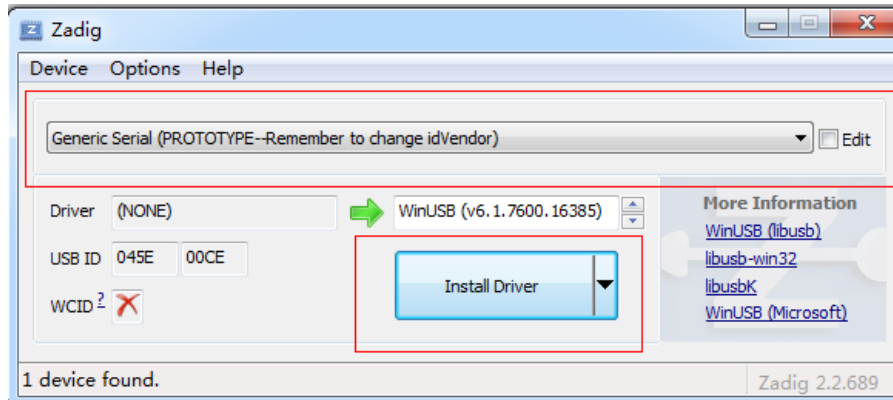 Zadig
Device Options Help
Generic Serial (PROTOTYPE--Remember to change idVendor)
Edit
Driver (NONE)
WinUSB (v6.1.7600.16385)
USB ID 045E 00CE
WCID ?
Install Driver
More Information
WinUSB (libusb)
libusb-win32
libusbK
WinUSB (Microsoft)
1 device found.
Zadig 2.2.689